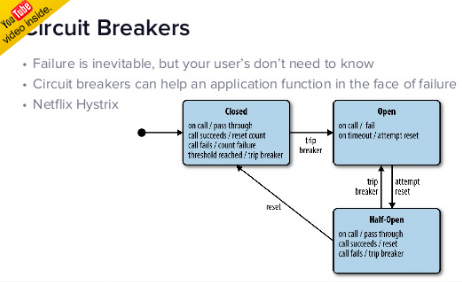 YouTube
video inside.
Circuit Breakers
• Failure is inevitable, but your user's don't need to know
• Circuit breakers can help an application function in the face of failure
• Netflix Hystrix
Closed
on call / pass through
call succeeds / reset count
call fails / count failure
threshold reached / trip breaker
trip
breaker
Open
on call / fail
on timeout / attempt reset
trip
breaker
attempt
reset
reset
Half-Open
on call / pass through
call succeeds / reset
call fails / trip breaker